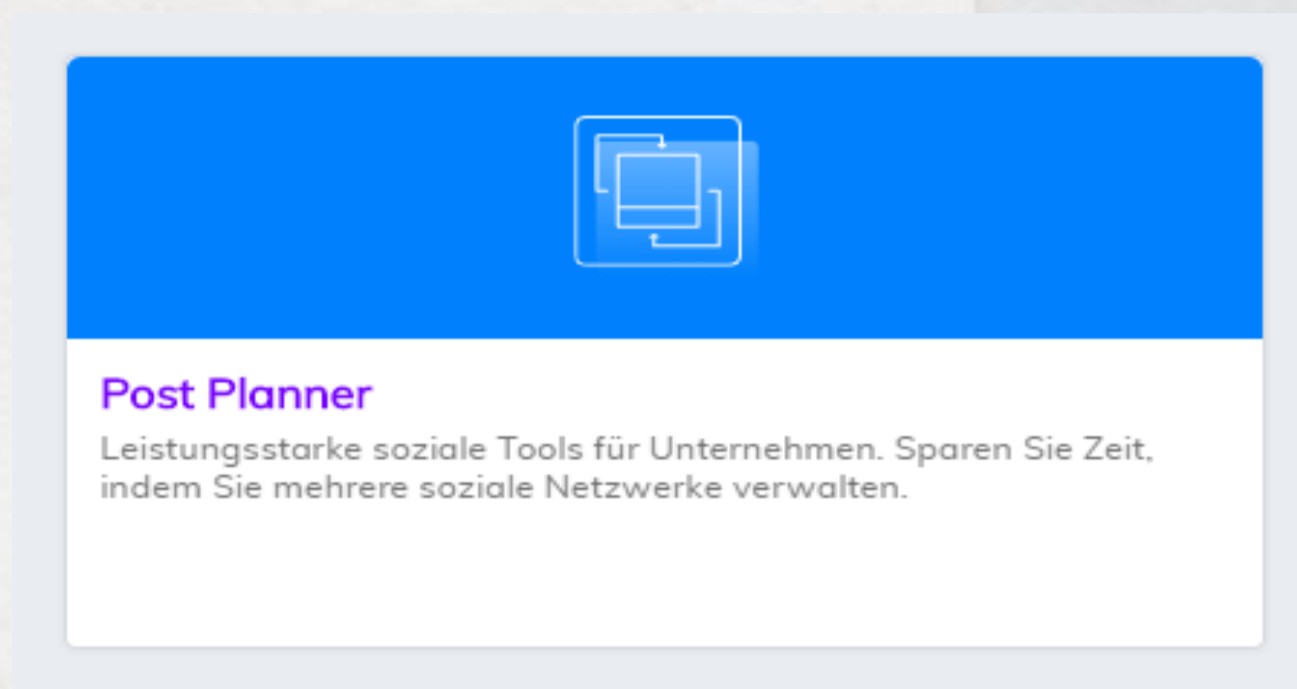 Post Planner
Leistungsstarke soziale Tools für Unternehmen. Sparen Sie Zeit,
indem Sie mehrere soziale Netzwerke verwalten.